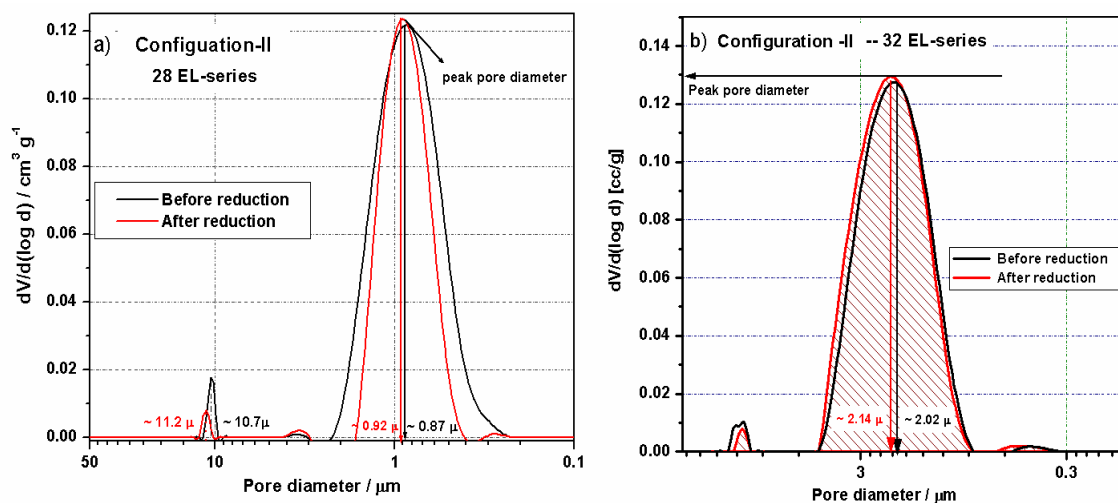 a)
Configuation-II
28 EL-series
peak pore diameter
Before reduction
After reduction
~ 11.2 µ
~ 10.7µ
~ 0.92 µ
~ 0.87 µ
dV/d(log d) / cm³ g⁻¹
0.12
0.10
0.08
0.06
0.04
0.02
0.00
50
10
1
0.1
Pore diameter / µm
b) Configuration -II -- 32 EL-series
Peak pore diameter
Before reduction
After reduction
~ 2.14 µ
~ 2.02 µ
dV/d(log d) [cc/g]
0.14
0.12
0.10
0.08
0.06
0.04
0.02
0.00
3
0.3
Pore diameter / µm